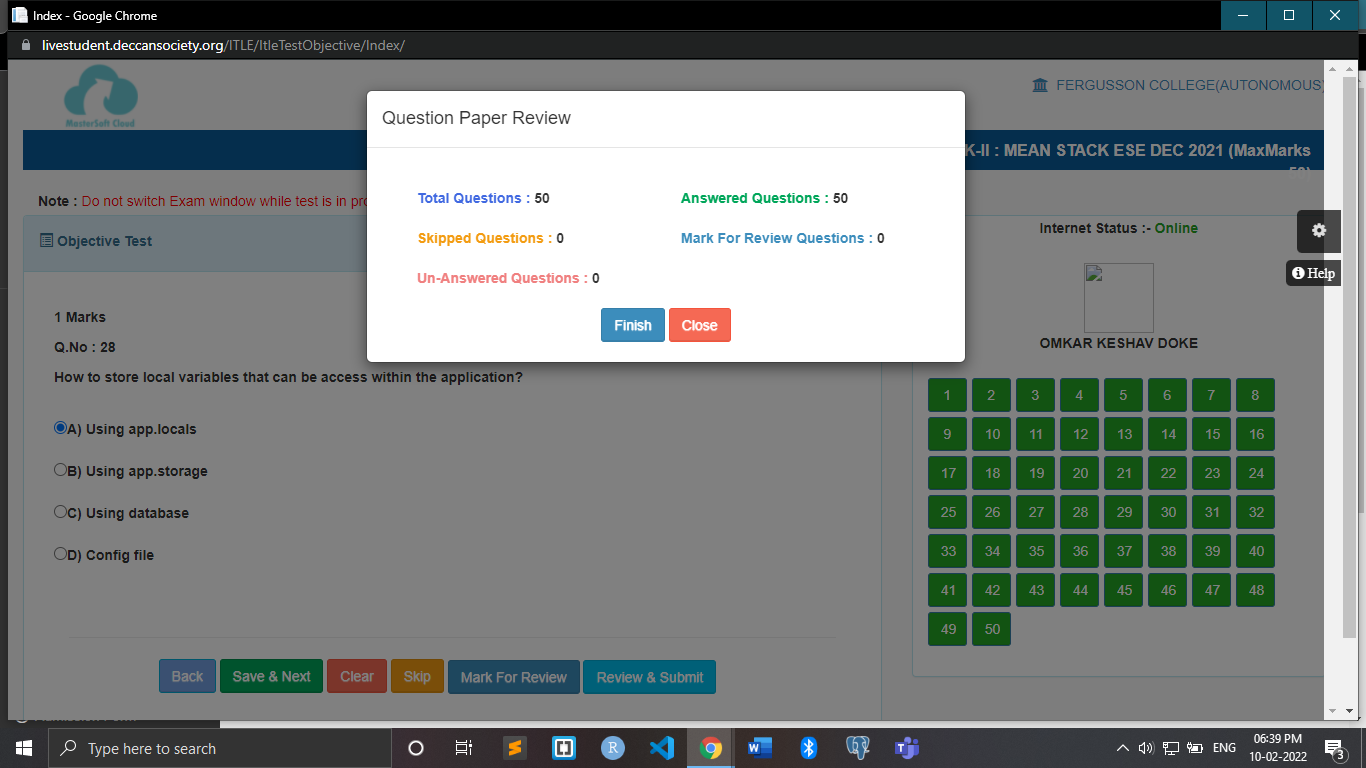 Index - Google Chrome
livestudent.deccansociety.org/ITLE/ItleTestObjective/Index/
MasterSoft Cloud
FERGUSSON COLLEGE(AUTONOMOUS)
K-II : MEAN STACK ESE DEC 2021 (MaxMarks
Note : Do not switch Exam window while test is in pro
Objective Test
Question Paper Review
Total Questions : 50
Answered Questions : 50
Skipped Questions : 0
Mark For Review Questions : 0
Un-Answered Questions : 0
Finish
Close
1 Marks
Q.No : 28
How to store local variables that can be access within the application?
A) Using app.locals
B) Using app.storage
C) Using database
D) Config file
Back
Save & Next
Clear
Skip
Mark For Review
Review & Submit
Internet Status :- Online
Help
OMKAR KESHAV DOKE
1 2 3 4 5 6 7 8
9 10 11 12 13 14 15 16
17 18 19 20 21 22 23 24
25 26 27 28 29 30 31 32
33 34 35 36 37 38 39 40
41 42 43 44 45 46 47 48
49 50
Type here to search
R
W
ENG
06:39 PM
10-02-2022
3